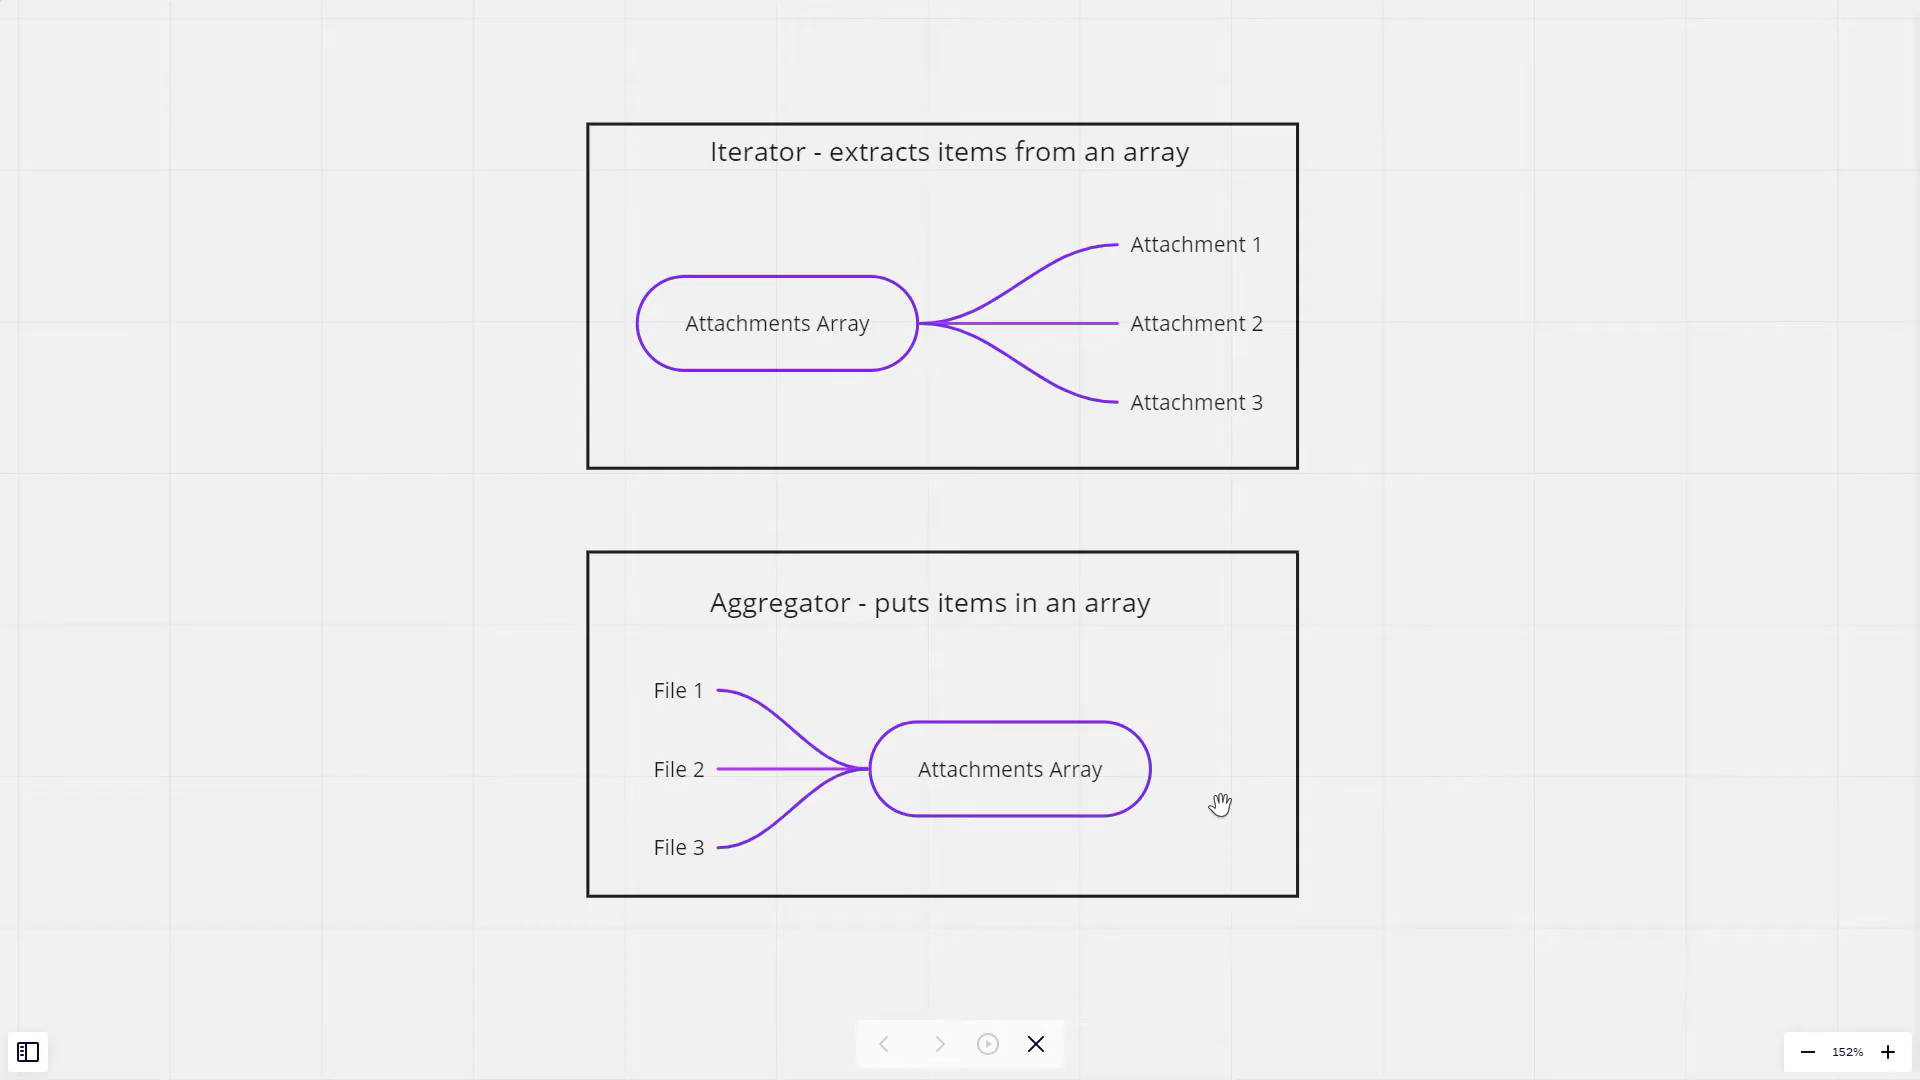 Iterator - extracts items from an array
Attachments Array
Attachment 1
Attachment 2
Attachment 3
Aggregator - puts items in an array
File 1
File 2
File 3
Attachments Array
152%